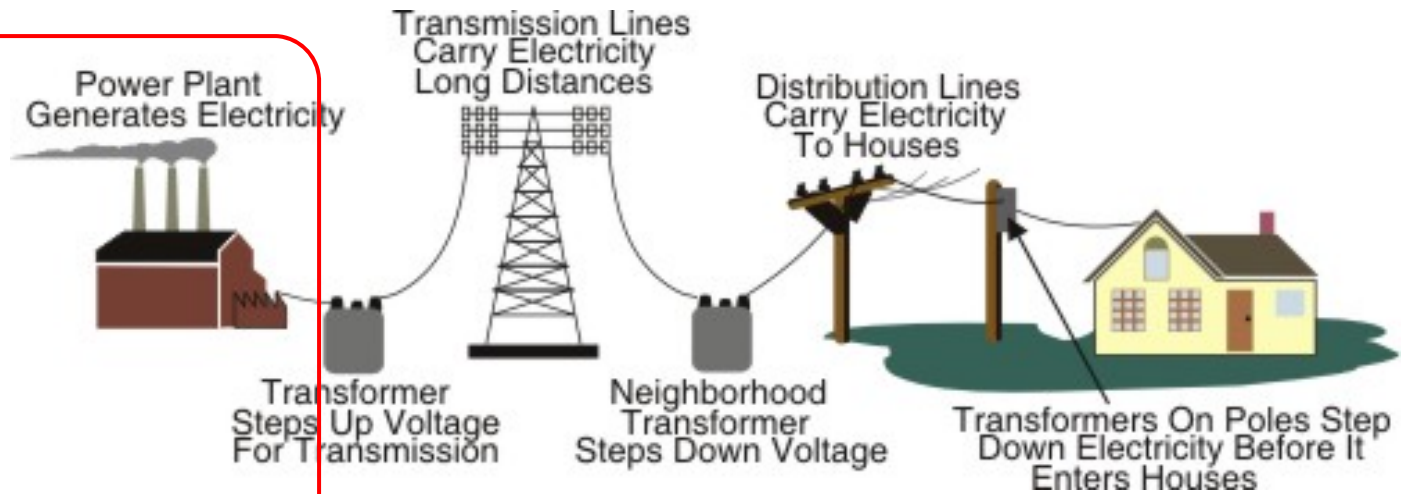 Power Plant
Generates Electricity
Transmission Lines
Carry Electricity
Long Distances
Distribution Lines
Carry Electricity
To Houses
Transformer
Steps Up Voltage
For Transmission
Neighborhood
Transformer
Steps Down Voltage
Transformers On Poles Step
Down Electricity Before It
Enters Houses